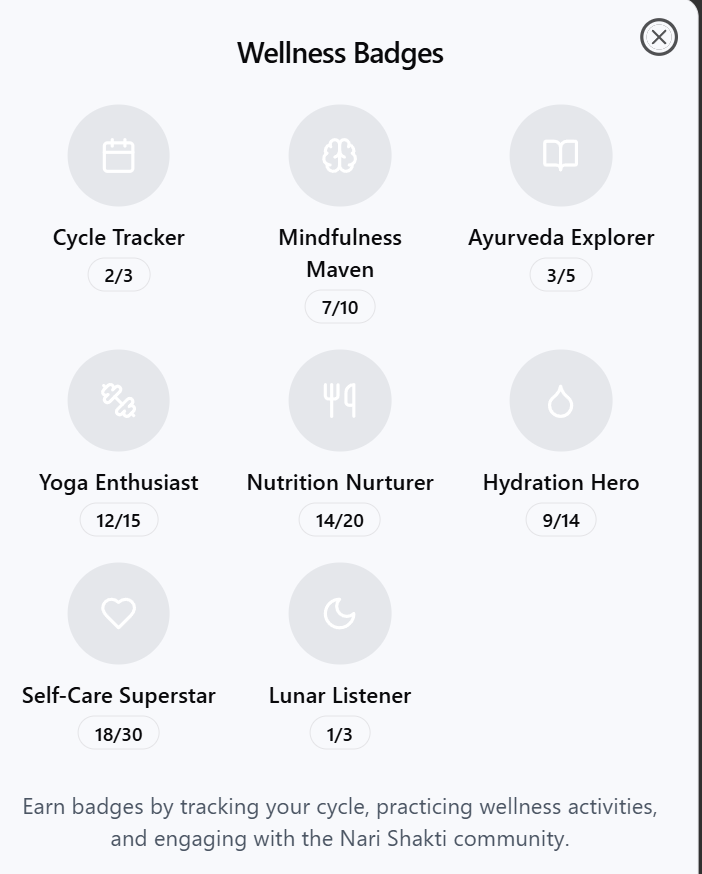 Wellness Badges
Cycle Tracker
2/3
Mindfulness
Maven
7/10
Ayurveda Explorer
3/5
Yoga Enthusiast
12/15
Nutrition Nurturer
14/20
Hydration Hero
9/14
Self-Care Superstar
18/30
Lunar Listener
1/3
Earn badges by tracking your cycle, practicing wellness activities,
and engaging with the Nari Shakti community.